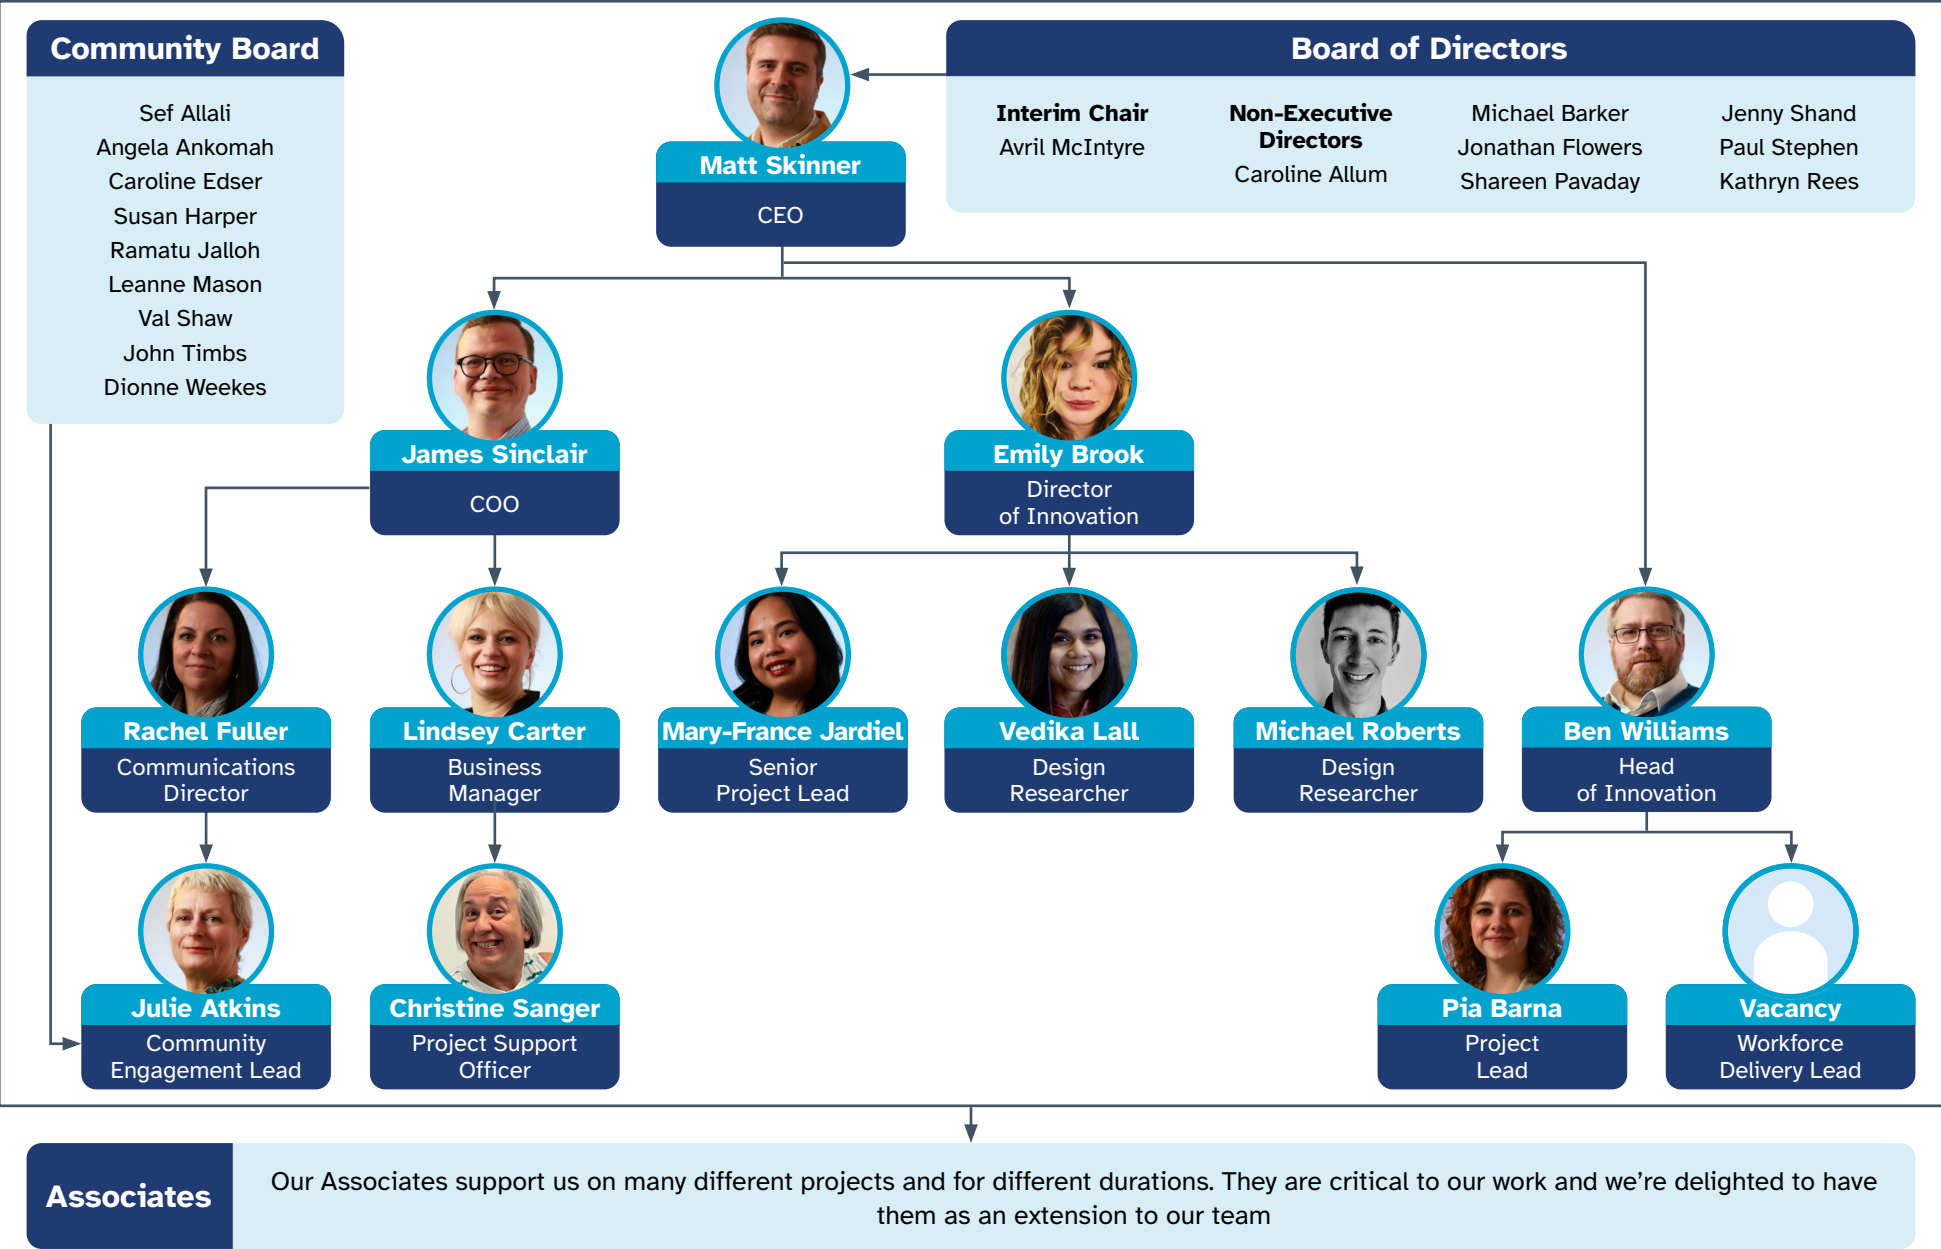 Community Board
Sef Allali
Angela Ankomah
Caroline Edser
Susan Harper
Ramatu Jalloh
Leanne Mason
Val Shaw
John Timbs
Dionne Weekes
Matt Skinner
CEO
Board of Directors
Interim Chair
Avril McIntyre
Non-Executive
Directors
Caroline Allum
Michael Barker
Jonathan Flowers
Shareen Pavaday
Jenny Shand
Paul Stephen
Kathryn Rees
James Sinclair
COO
Emily Brook
Director
of Innovation
Rachel Fuller
Communications
Director
Lindsey Carter
Business
Manager
Mary-France Jardiel
Senior
Project Lead
Vedika Lall
Design
Researcher
Michael Roberts
Design
Researcher
Ben Williams
Head
of Innovation
Julie Atkins
Community
Engagement Lead
Christine Sanger
Project Support
Officer
Pia Barna
Project
Lead
Vacancy
Workforce
Delivery Lead
Associates
Our Associates support us on many different projects and for different durations. They are critical to our work and we’re delighted to have
them as an extension to our team